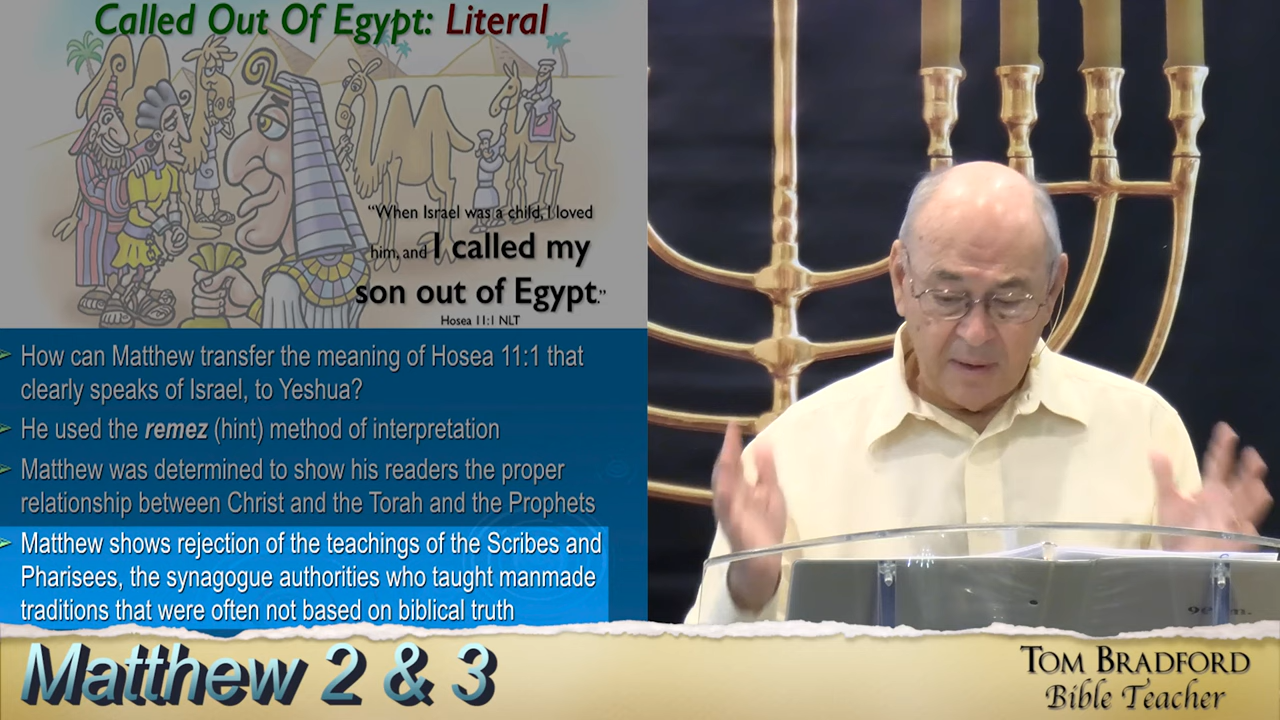 Called Out Of Egypt: Literal
"When Israel was a child, I loved
him, and I called my
son out of Egypt."
Hosea 11:1 NLT
How can Matthew transfer the meaning of Hosea 11:1 that
clearly speaks of Israel, to Yeshua?
He used the remez (hint) method of interpretation
Matthew was determined to show his readers the proper
relationship between Christ and the Torah and the Prophets
Matthew shows rejection of the teachings of the Scribes and
Pharisees, the synagogue authorities who taught manmade
traditions that were often not based on biblical truth
Matthew 2 & 3
TOM BRADFORD
Bible Teacher